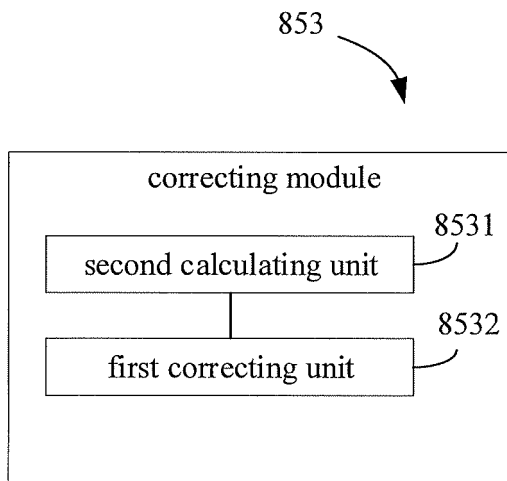 853
correcting module
8531
second calculating unit
8532
first correcting unit